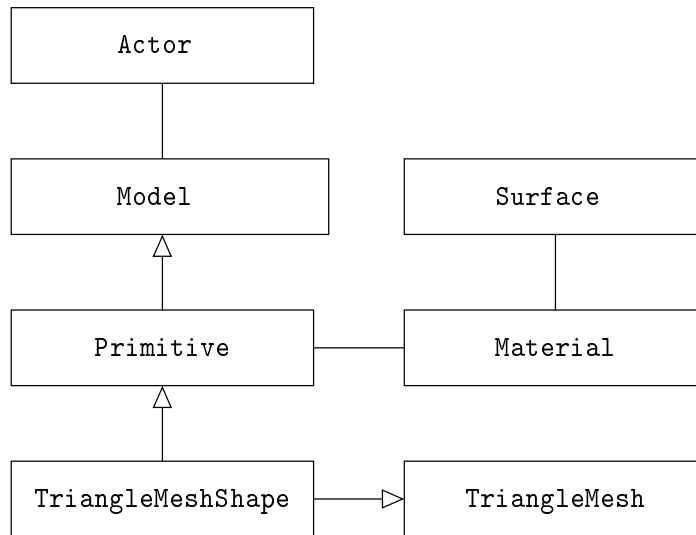 Actor
Model
Surface
Primitive
Material
TriangleMeshShape
TriangleMesh